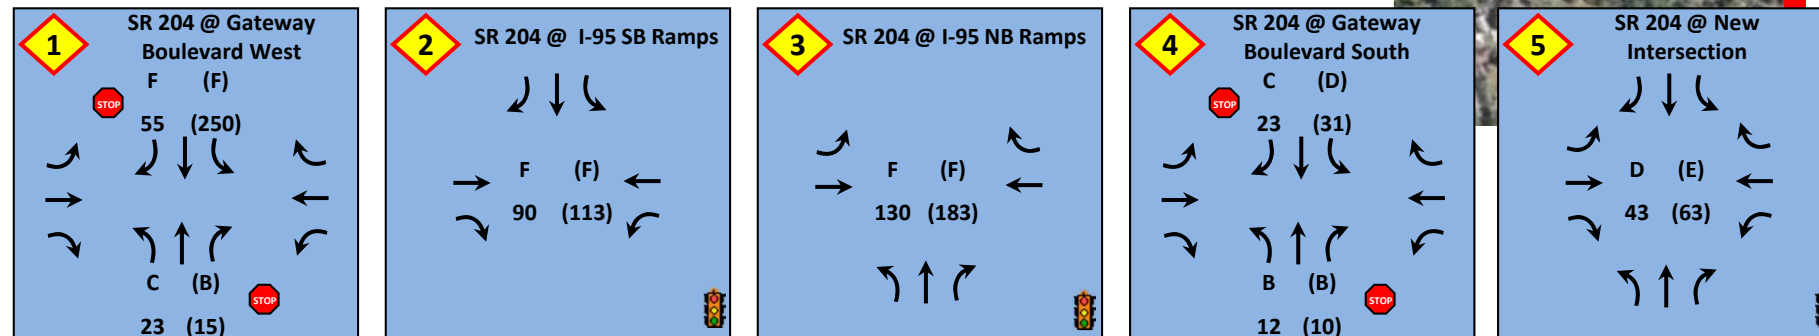 1
SR 204 @ Gateway
Boulevard West
F (F)
STOP
55 (250)
C (B)
STOP
23 (15)
2
SR 204 @ I-95 SB Ramps
F (F)
90 (113)
3
SR 204 @ I-95 NB Ramps
F (F)
130 (183)
4
SR 204 @ Gateway
Boulevard South
C (D)
STOP
23 (31)
B (B)
STOP
12 (10)
5
SR 204 @ New
Intersection
D (E)
43 (63)